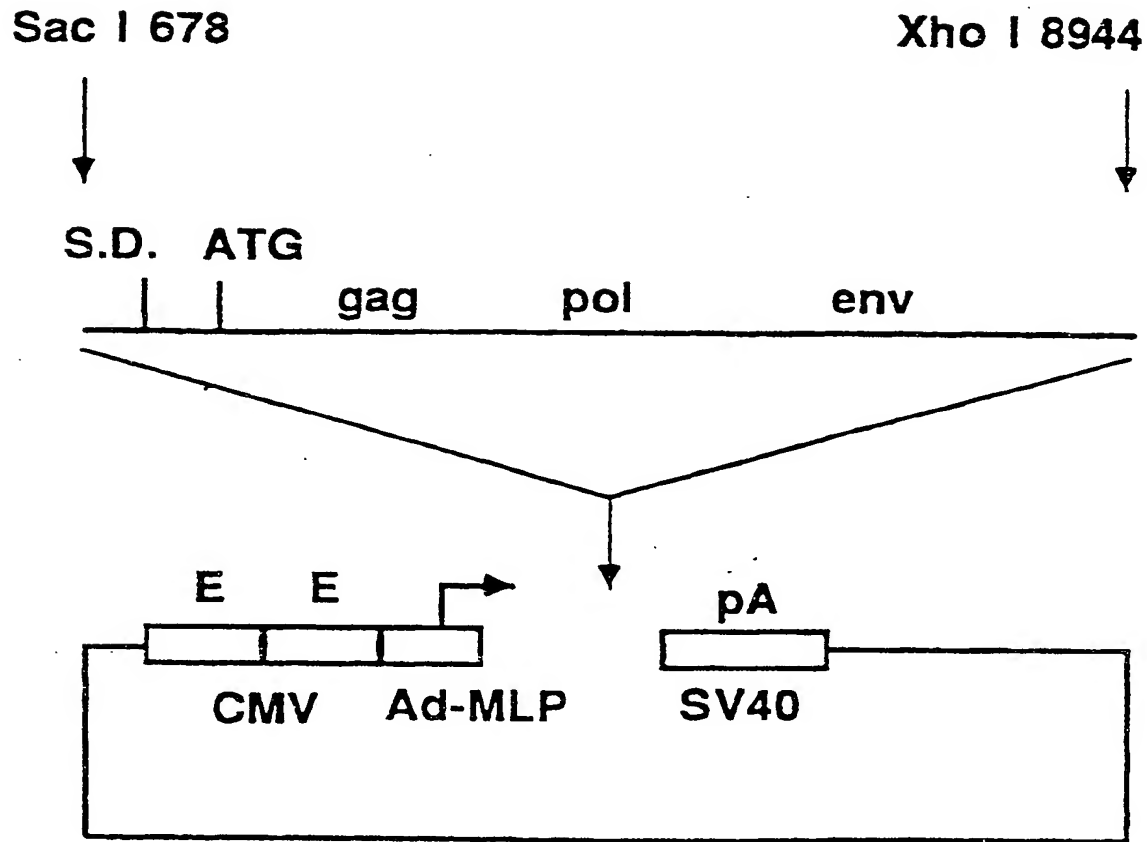 Sac I 678
Xho I 8944
S.D. ATG
gag pol env
E E
pA
CMV Ad-MLP SV40